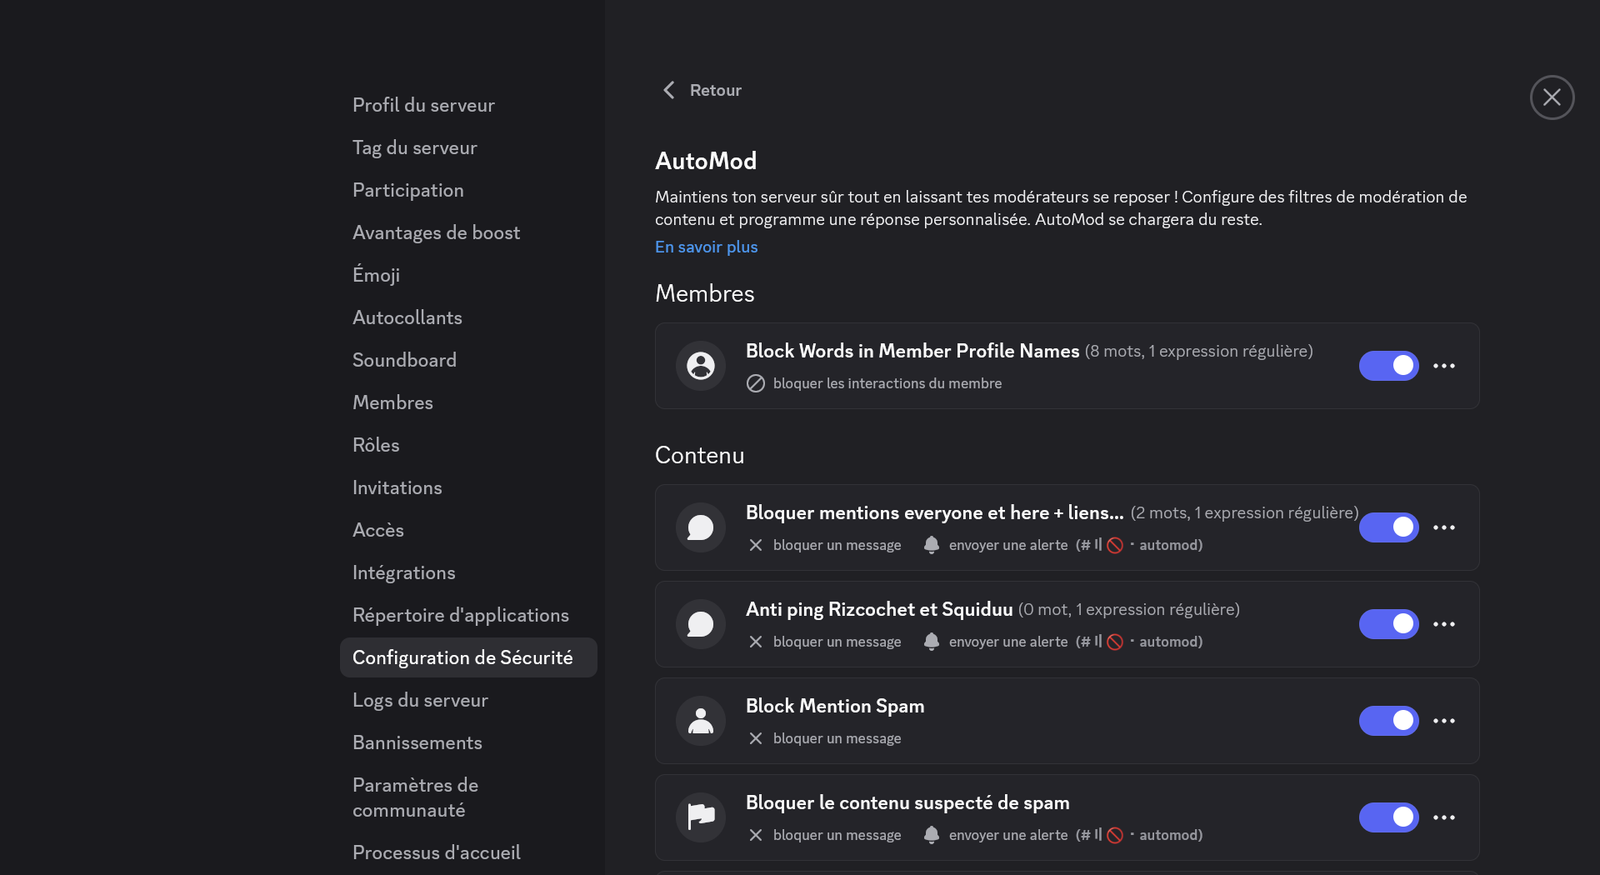 Profil du serveur
Tag du serveur
Participation
Avantages de boost
Émoji
Autocollants
Soundboard
Membres
Rôles
Invitations
Accès
Intégrations
Répertoire d'applications
Configuration de Sécurité
Logs du serveur
Bannissements
Paramètres de
communauté
Processus d'accueil
Retour
AutoMod
Maintiens ton serveur sûr tout en laissant tes modérateurs se reposer ! Configure des filtres de modération de
contenu et programme une réponse personnalisée. AutoMod se chargera du reste.
En savoir plus
Membres
Block Words in Member Profile Names (8 mots, 1 expression régulière)
bloquer les interactions du membre
Contenu
Bloquer mentions everyone et here + liens... (2 mots, 1 expression régulière)
bloquer un message envoyer une alerte (# 🚫・automod)
Anti ping Rizcochet et Squiduu (0 mot, 1 expression régulière)
bloquer un message envoyer une alerte (# 🚫・automod)
Block Mention Spam
bloquer un message
Bloquer le contenu suspecté de spam
bloquer un message envoyer une alerte (# 🚫・automod)